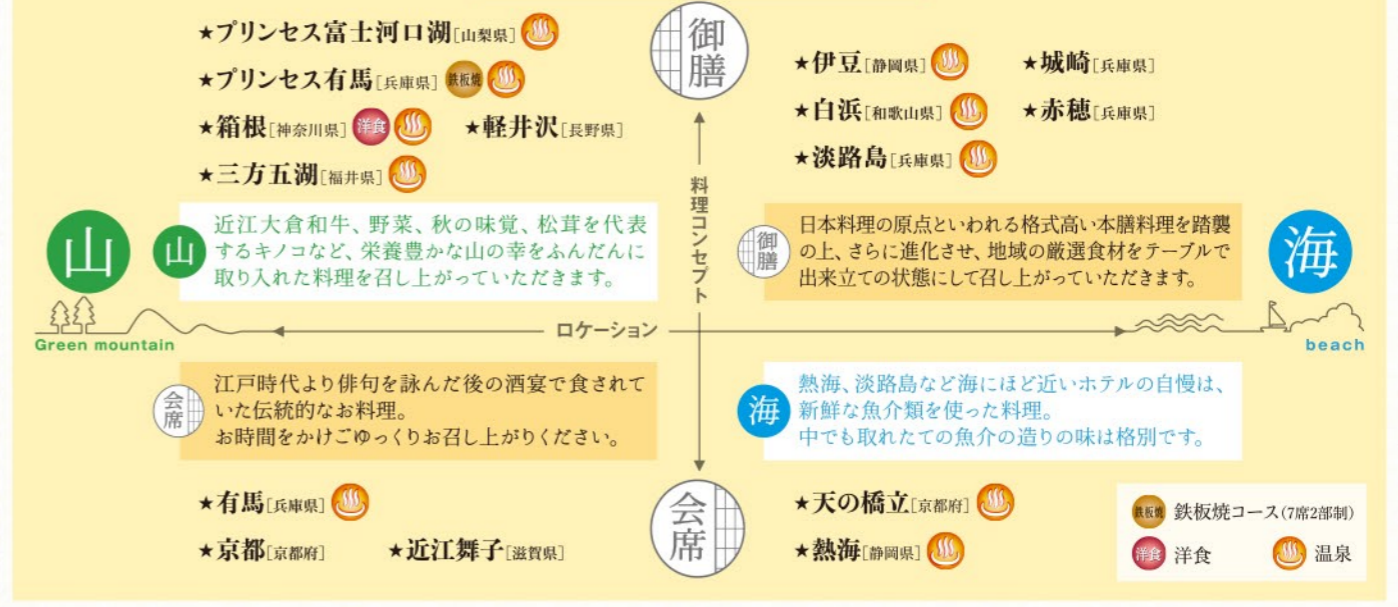 ★プリンセス富士河口湖[山梨県]
★プリンセス有馬[兵庫県] 鉄板焼
★箱根[神奈川県] 洋食 ★軽井沢[長野県]
★三方五湖[福井県]
御膳
★伊豆[静岡県] ★城崎[兵庫県]
★白浜[和歌山県] ★赤穂[兵庫県]
★淡路島[兵庫県]
料理コンセプト
山
Green mountain
山
近江大倉和牛、野菜、秋の味覚、松茸を代表
するキノコなど、栄養豊かな山の幸をふんだんに
取り入れた料理を召し上がっていただきます。
御膳
日本料理の原点といわれる格式高い本膳料理を踏襲
の上、さらに進化させ、地域の厳選食材をテーブルで
出来立ての状態にして召し上がっていただきます。
海
beach
ロケーション
会席
江戸時代より俳句を詠んだ後の酒宴で食されて
いた伝統的なお料理。
お時間をかけごゆっくりお召し上がりください。
海
熱海、淡路島など海にほど近いホテルの自慢は、
新鮮な魚介類を使った料理。
中でも取れたての魚介の造りの味は格別です。
★有馬[兵庫県]
★京都[京都府] ★近江舞子[滋賀県]
会席
★天の橋立[京都府]
★熱海[静岡県]
鉄板焼 鉄板焼コース(7席2部制)
洋食 洋食 温泉